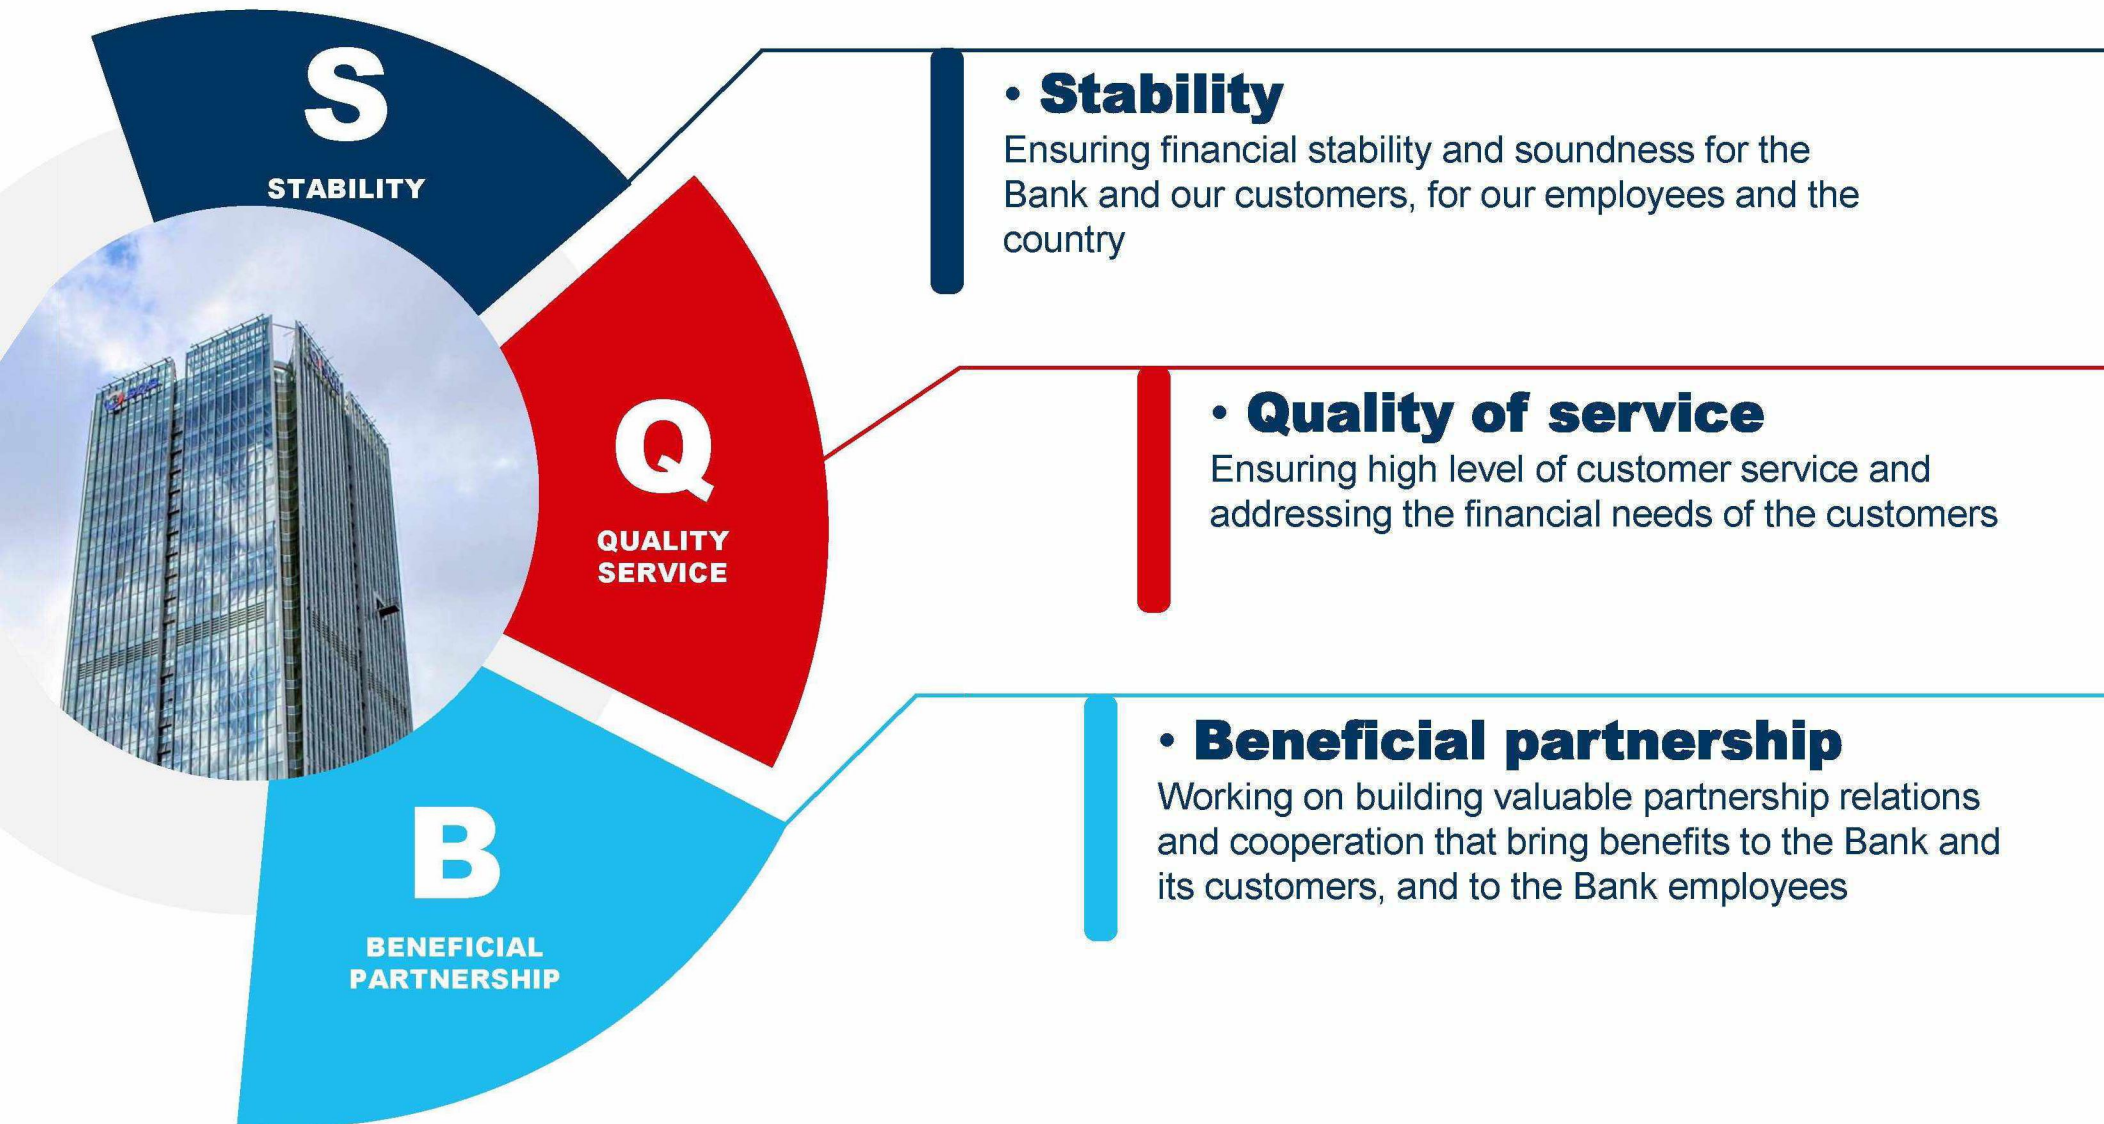 S
STABILITY
• Stability
Ensuring financial stability and soundness for the
Bank and our customers, for our employees and the
country
Q
QUALITY
SERVICE
• Quality of service
Ensuring high level of customer service and
addressing the financial needs of the customers
B
BENEFICIAL
PARTNERSHIP
• Beneficial partnership
Working on building valuable partnership relations
and cooperation that bring benefits to the Bank and
its customers, and to the Bank employees